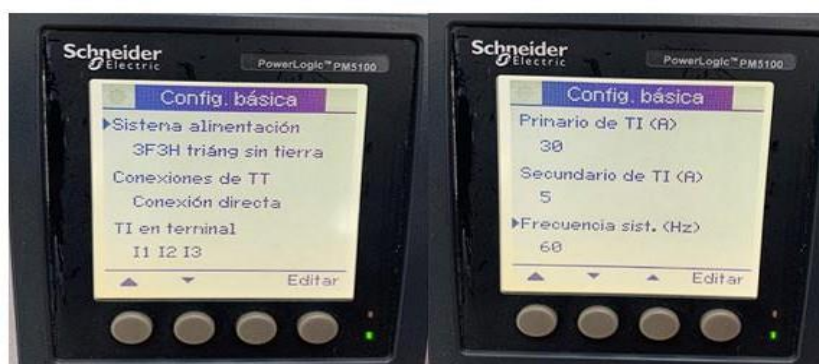 Schneider
Electric
PowerLogic™ PM5100
Config. básica
Sistema alimentación
3F3H triáng sin tierra
Conexiones de TT
Conexión directa
TI en terminal
I1 I2 I3
Editar
Schneider
Electric
PowerLogic™ PM5100
Config. básica
Primario de TI (A)
30
Secundario de TI (A)
5
Frecuencia sist. (Hz)
60
Editar